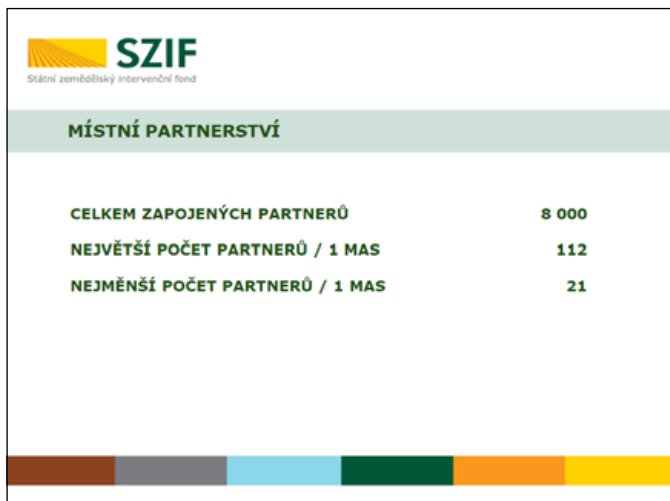 SZIF
Státní zemědělský intervenční fond
MÍSTNÍ PARTNERSTVÍ
CELKEM ZAPOJENÝCH PARTNERŮ 8 000
NEJVĚTŠÍ POČET PARTNERŮ / 1 MAS 112
NEJMĚNŠÍ POČET PARTNERŮ / 1 MAS 21